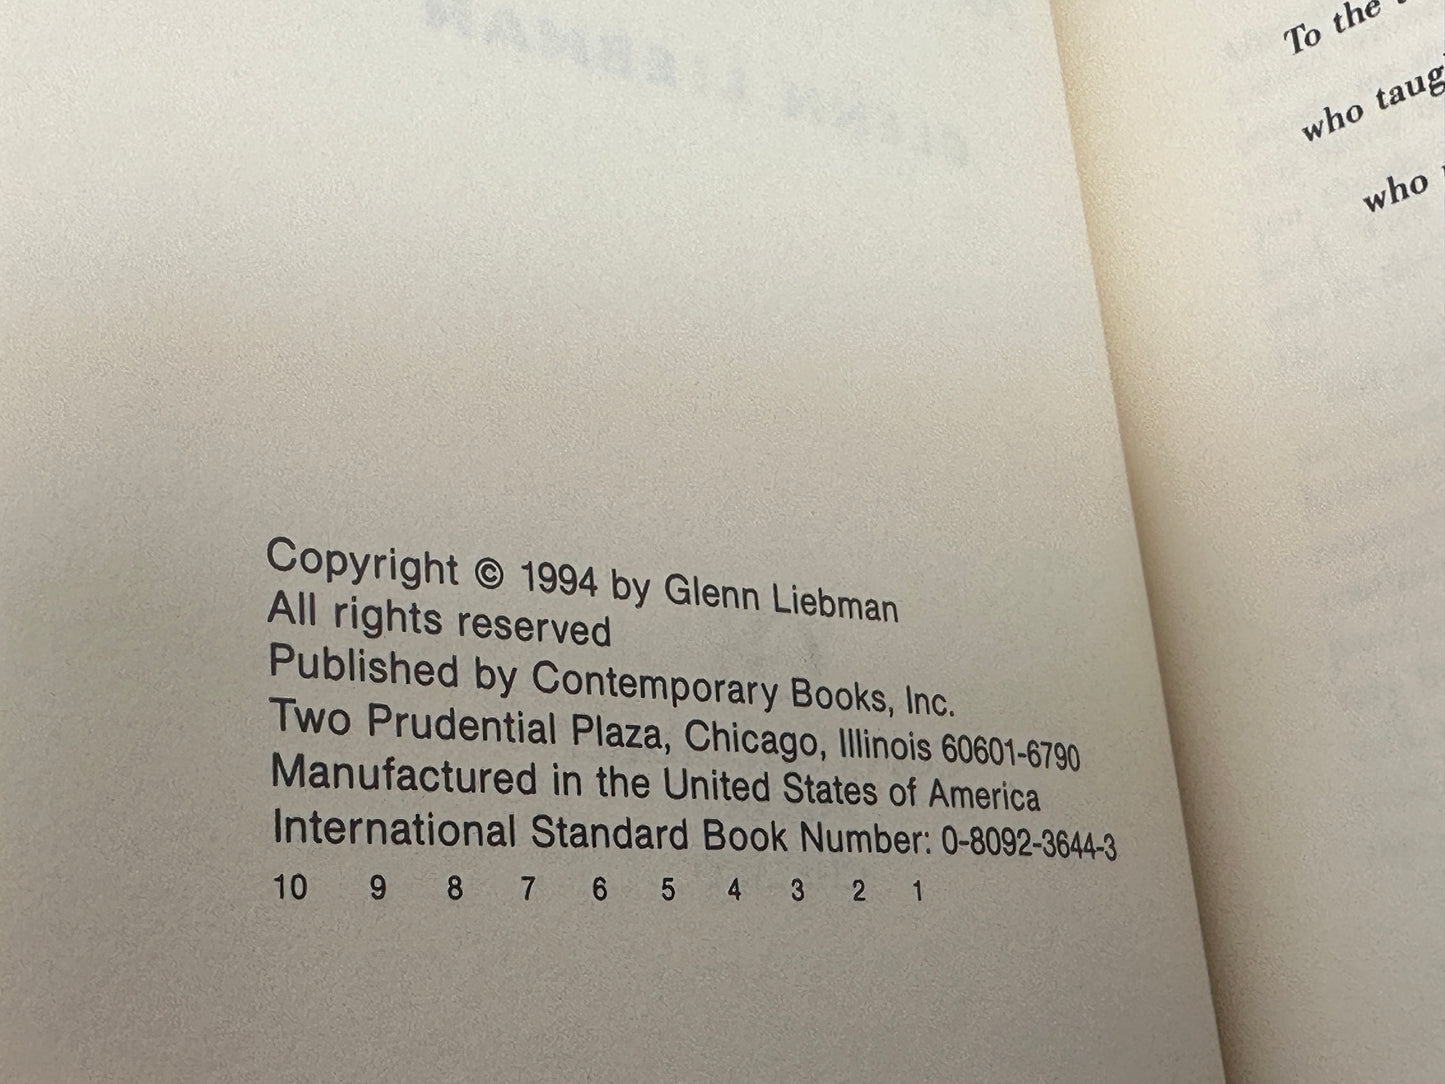 Copyright © 1994 by Glenn Liebman
All rights reserved
Published by Contemporary Books, Inc.
Two Prudential Plaza, Chicago, Illinois 60601-6790
Manufactured in the United States of America
International Standard Book Number: 0-8092-3644-3
10 9 8 7 6 5 4 3 2 1
To the
who
who